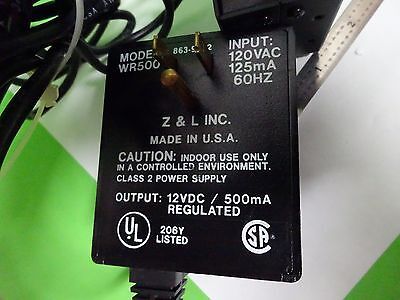 MODEL
WR500
INPUT:
120VAC
125mA
60HZ
Z & L INC.
MADE IN U.S.A.
CAUTION: INDOOR USE ONLY
IN A CONTROLLED ENVIRONMENT.
CLASS 2 POWER SUPPLY
OUTPUT: 12VDC / 500mA
REGULATED
UL
206Y
LISTED
SA